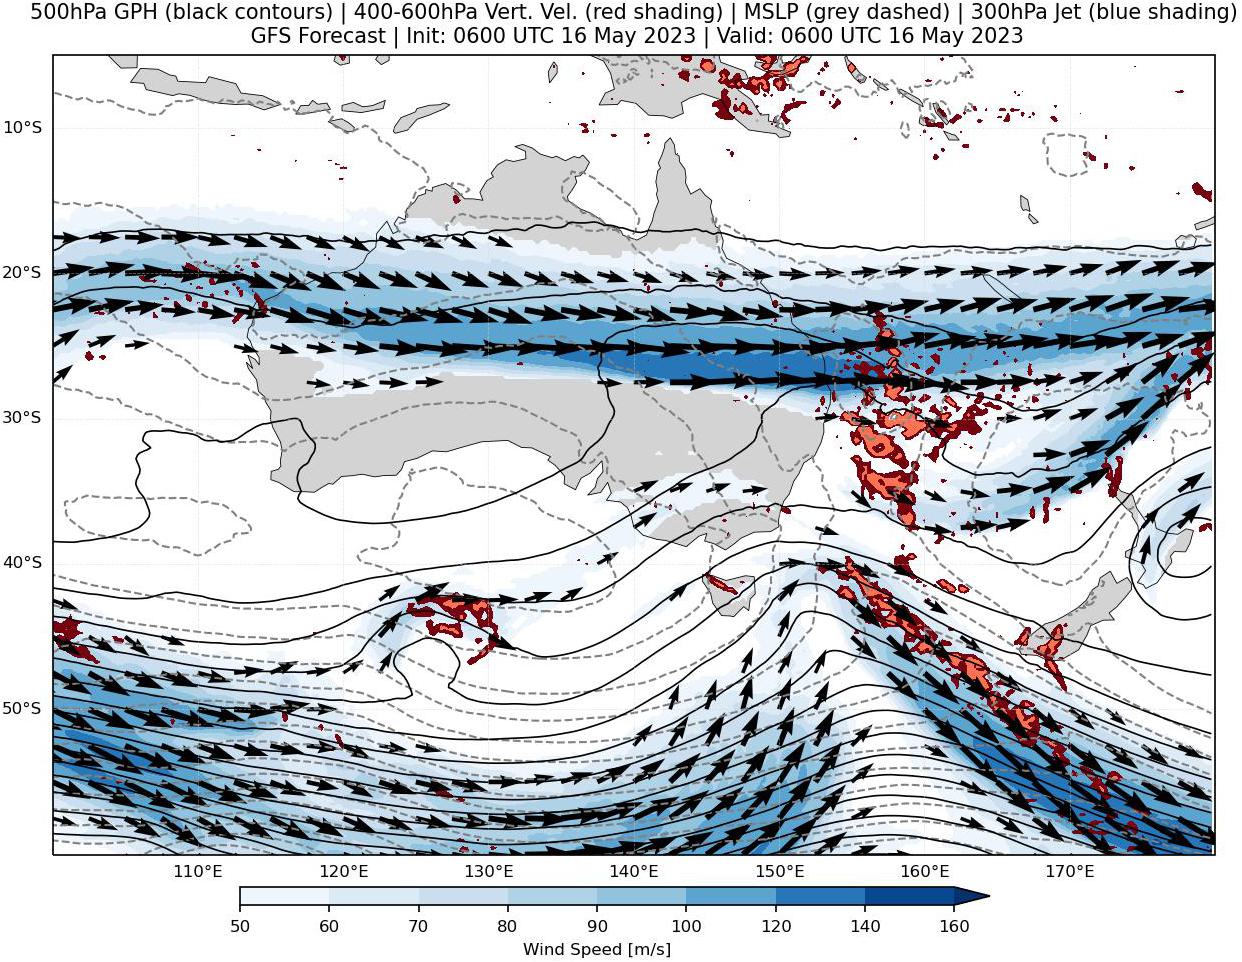 500hPa GPH (black contours) | 400-600hPa Vert. Vel. (red shading) | MSLP (grey dashed) | 300hPa Jet (blue shading)
GFS Forecast | Init: 0600 UTC 16 May 2023 | Valid: 0600 UTC 16 May 2023
10°S
20°S
30°S
40°S
50°S
110°E 120°E 130°E 140°E 150°E 160°E 170°E
50 60 70 80 90 100 120 140 160
Wind Speed [m/s]